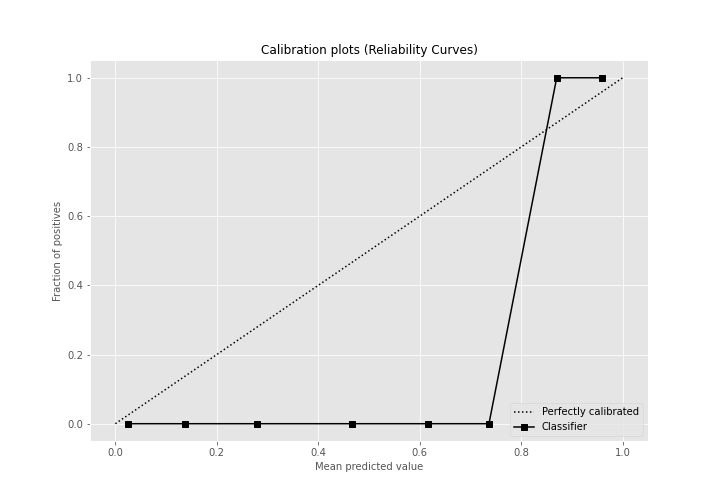 Calibration plots (Reliability Curves)
1.0
0.8
0.6
0.4
0.2
0.0
Fraction of positives
0.0 0.2 0.4 0.6 0.8 1.0
Mean predicted value
Perfectly calibrated
Classifier